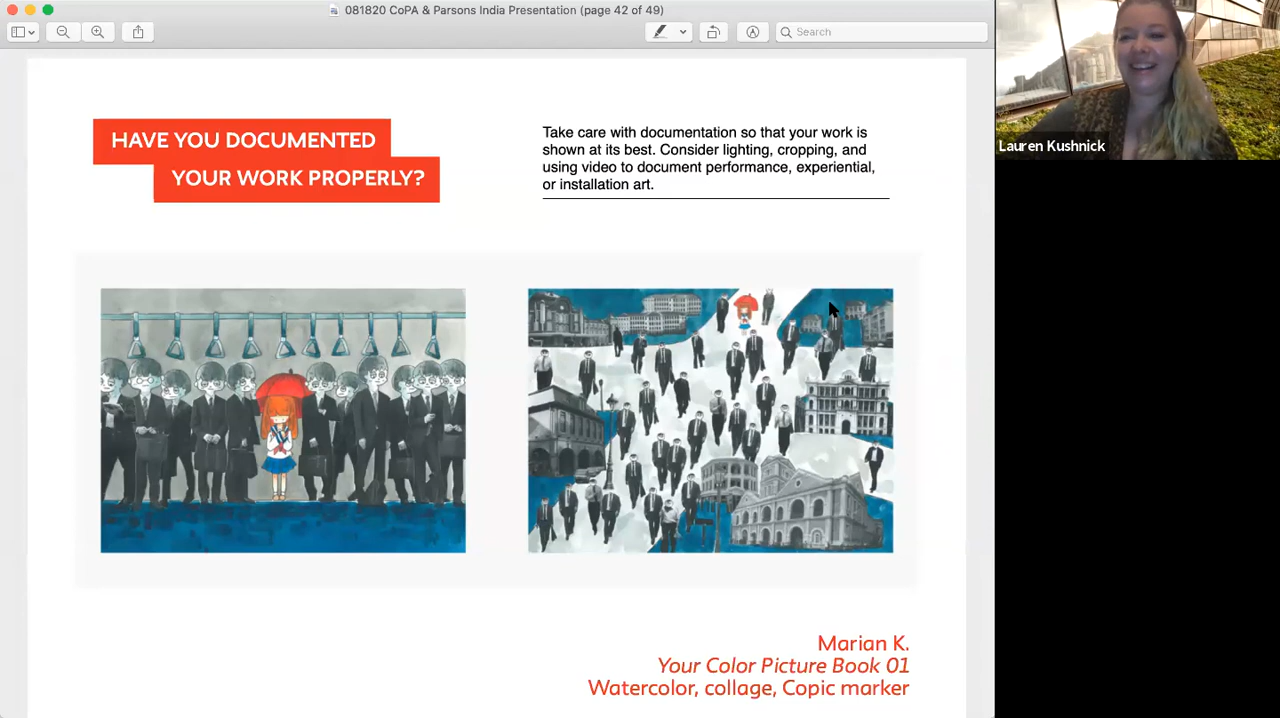 081820 CoPA & Parsons India Presentation (page 42 of 49)
Search
Lauren Kushnick
HAVE YOU DOCUMENTED
YOUR WORK PROPERLY?
Take care with documentation so that your work is
shown at its best. Consider lighting, cropping, and
using video to document performance, experiential,
or installation art.
Marian K.
Your Color Picture Book 01
Watercolor, collage, Copic marker